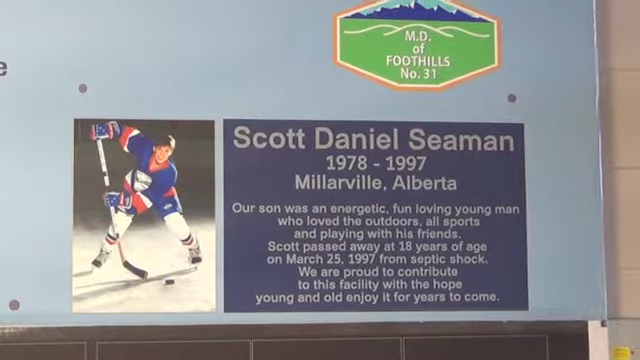 M.D.
of
FOOTHILLS
No. 31
e
Scott Daniel Seaman
1978 - 1997
Millarville, Alberta
Our son was an energetic, fun loving young man
who loved the outdoors, all sports
and playing with his friends.
Scott passed away at 18 years of age
on March 25, 1997 from septic shock.
We are proud to contribute
to this facility with the hope
young and old enjoy it for years to come.